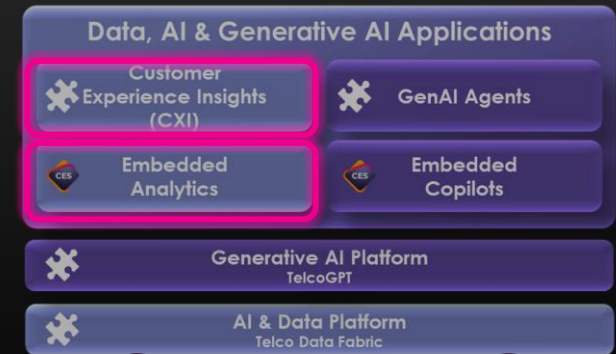 Data, AI & Generative AI Applications
Customer
Experience Insights
(CXI)
GenAI Agents
CES
Embedded
Analytics
CES
Embedded
Copilots
Generative AI Platform
TelcoGPT
AI & Data Platform
Telco Data Fabric